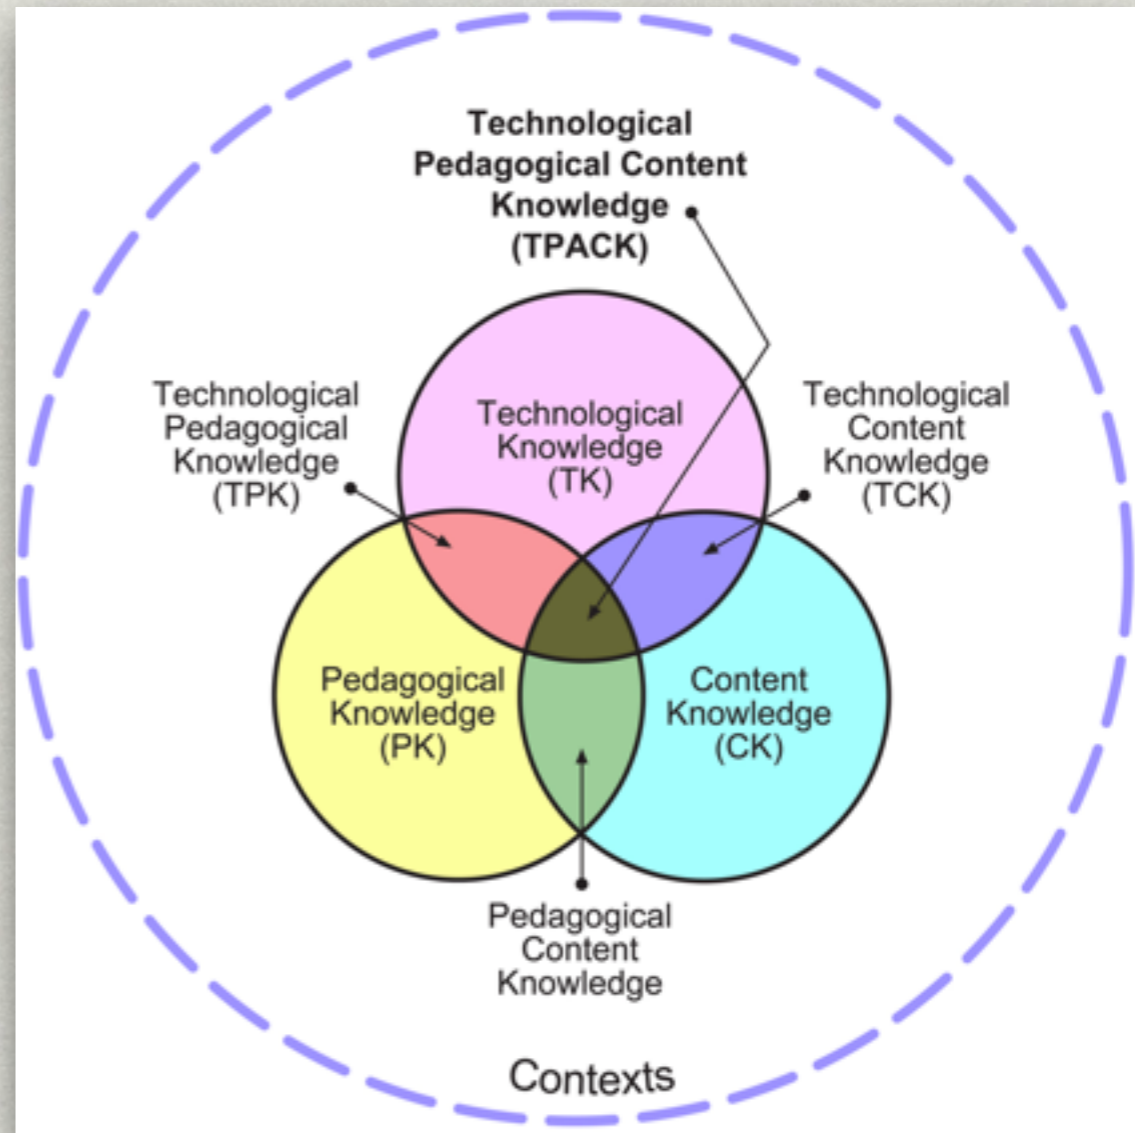 Technological
Pedagogical Content
Knowledge
(TPACK)
Technological
Pedagogical
Knowledge
(TPK)
Technological
Knowledge
(TK)
Technological
Content
Knowledge
(TCK)
Pedagogical
Knowledge
(PK)
Content
Knowledge
(CK)
Pedagogical
Content
Knowledge
Contexts